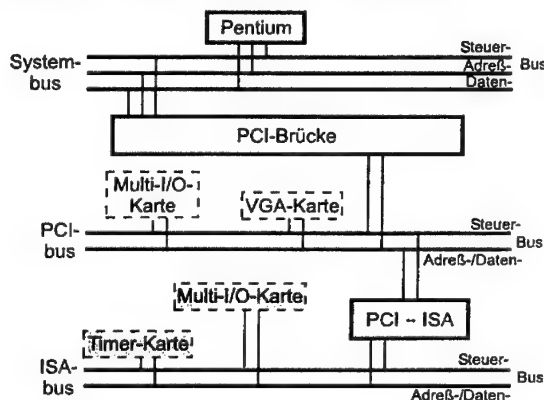 Pentium
Steuer-
System-
bus
Adreß-
Bus
Daten-
PCI-Brücke
Multi-I/O-
Karte
VGA-Karte
PCI-
bus
Steuer-
Bus
Adreß-/Daten-
Multi-I/O-Karte
PCI – ISA
Timer-Karte
ISA-
bus
Steuer-
Bus
Adreß-/Daten-